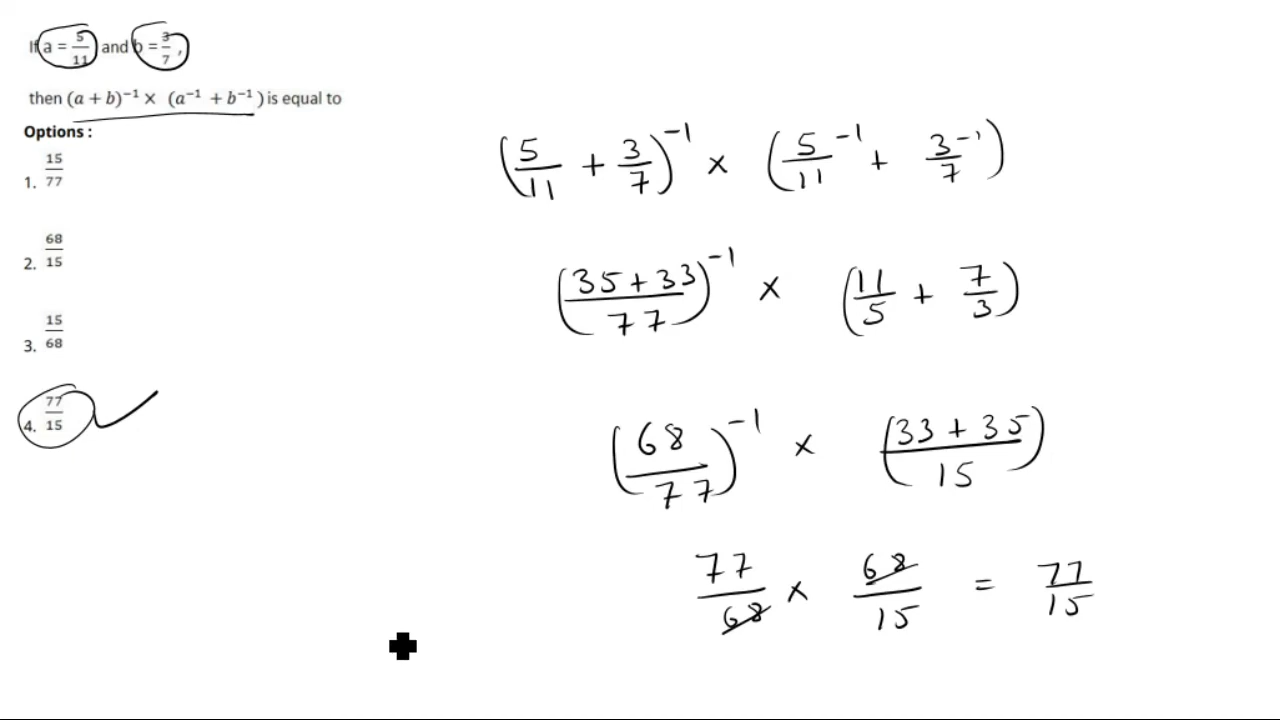 If a = 5/11 and b = 3/7,
then (a + b)⁻¹ × (a⁻¹ + b⁻¹) is equal to
Options :
1. 15/77
2. 68/15
3. 15/68
4. 77/15
(5/11 + 3/7)⁻¹ × (5/11⁻¹ + 3/7⁻¹)
((35+33)/77)⁻¹ × (11/5 + 7/3)
(68/77)⁻¹ × ((33+35)/15)
77/68 × 68/15 = 77/15